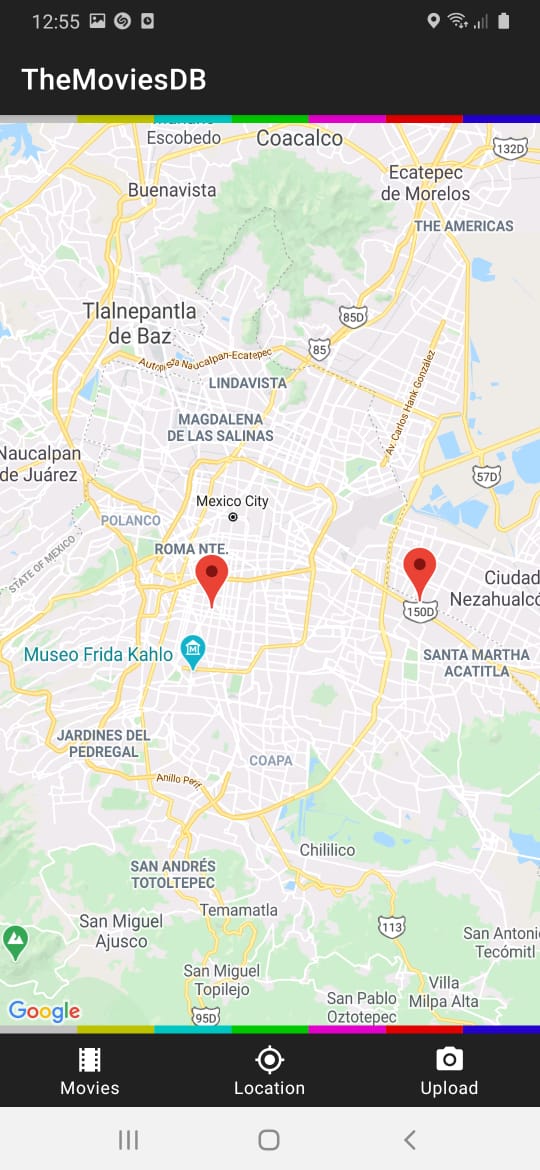 12:55
TheMoviesDB
Escobedo
Coacalco
132D
Ecatepec
de Morelos
Buenavista
THE AMERICAS
Tlalnepantla
de Baz
85D
85
Naucalpan-Ecatepec
LINDAVISTA
Av. Carlos Hank González
MAGDALENA
DE LAS SALINAS
Naucalpan
de Juárez
57D
Mexico City
POLANCO
STATE OF MEXICO
ROMA NTE.
Ciudad
Nezahualcó
150D
Museo Frida Kahlo
SANTA MARTHA
ACATITLA
JARDINES DEL
PEDREGAL
COAPA
Anillo Perif.
Chililico
SAN ANDRÉS
TOTOLTEPEC
Temamatla
San Miguel
Ajusco
113
San Antonio
Tecómitl
San Miguel
Topilejo
Villa
Milpa Alta
San Pablo
Oztotepec
Google
95D
Movies
Location
Upload